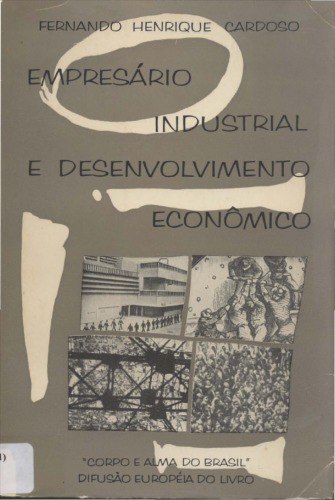 FERNANDO HENRIQUE CARDOSO
EMPRESÁRIO
INDUSTRIAL
E DESENVOLVIMENTO
ECONÔMICO
"CORPO E ALMA DO BRASIL"
DIFUSÃO EUROPÉIA DO LIVRO